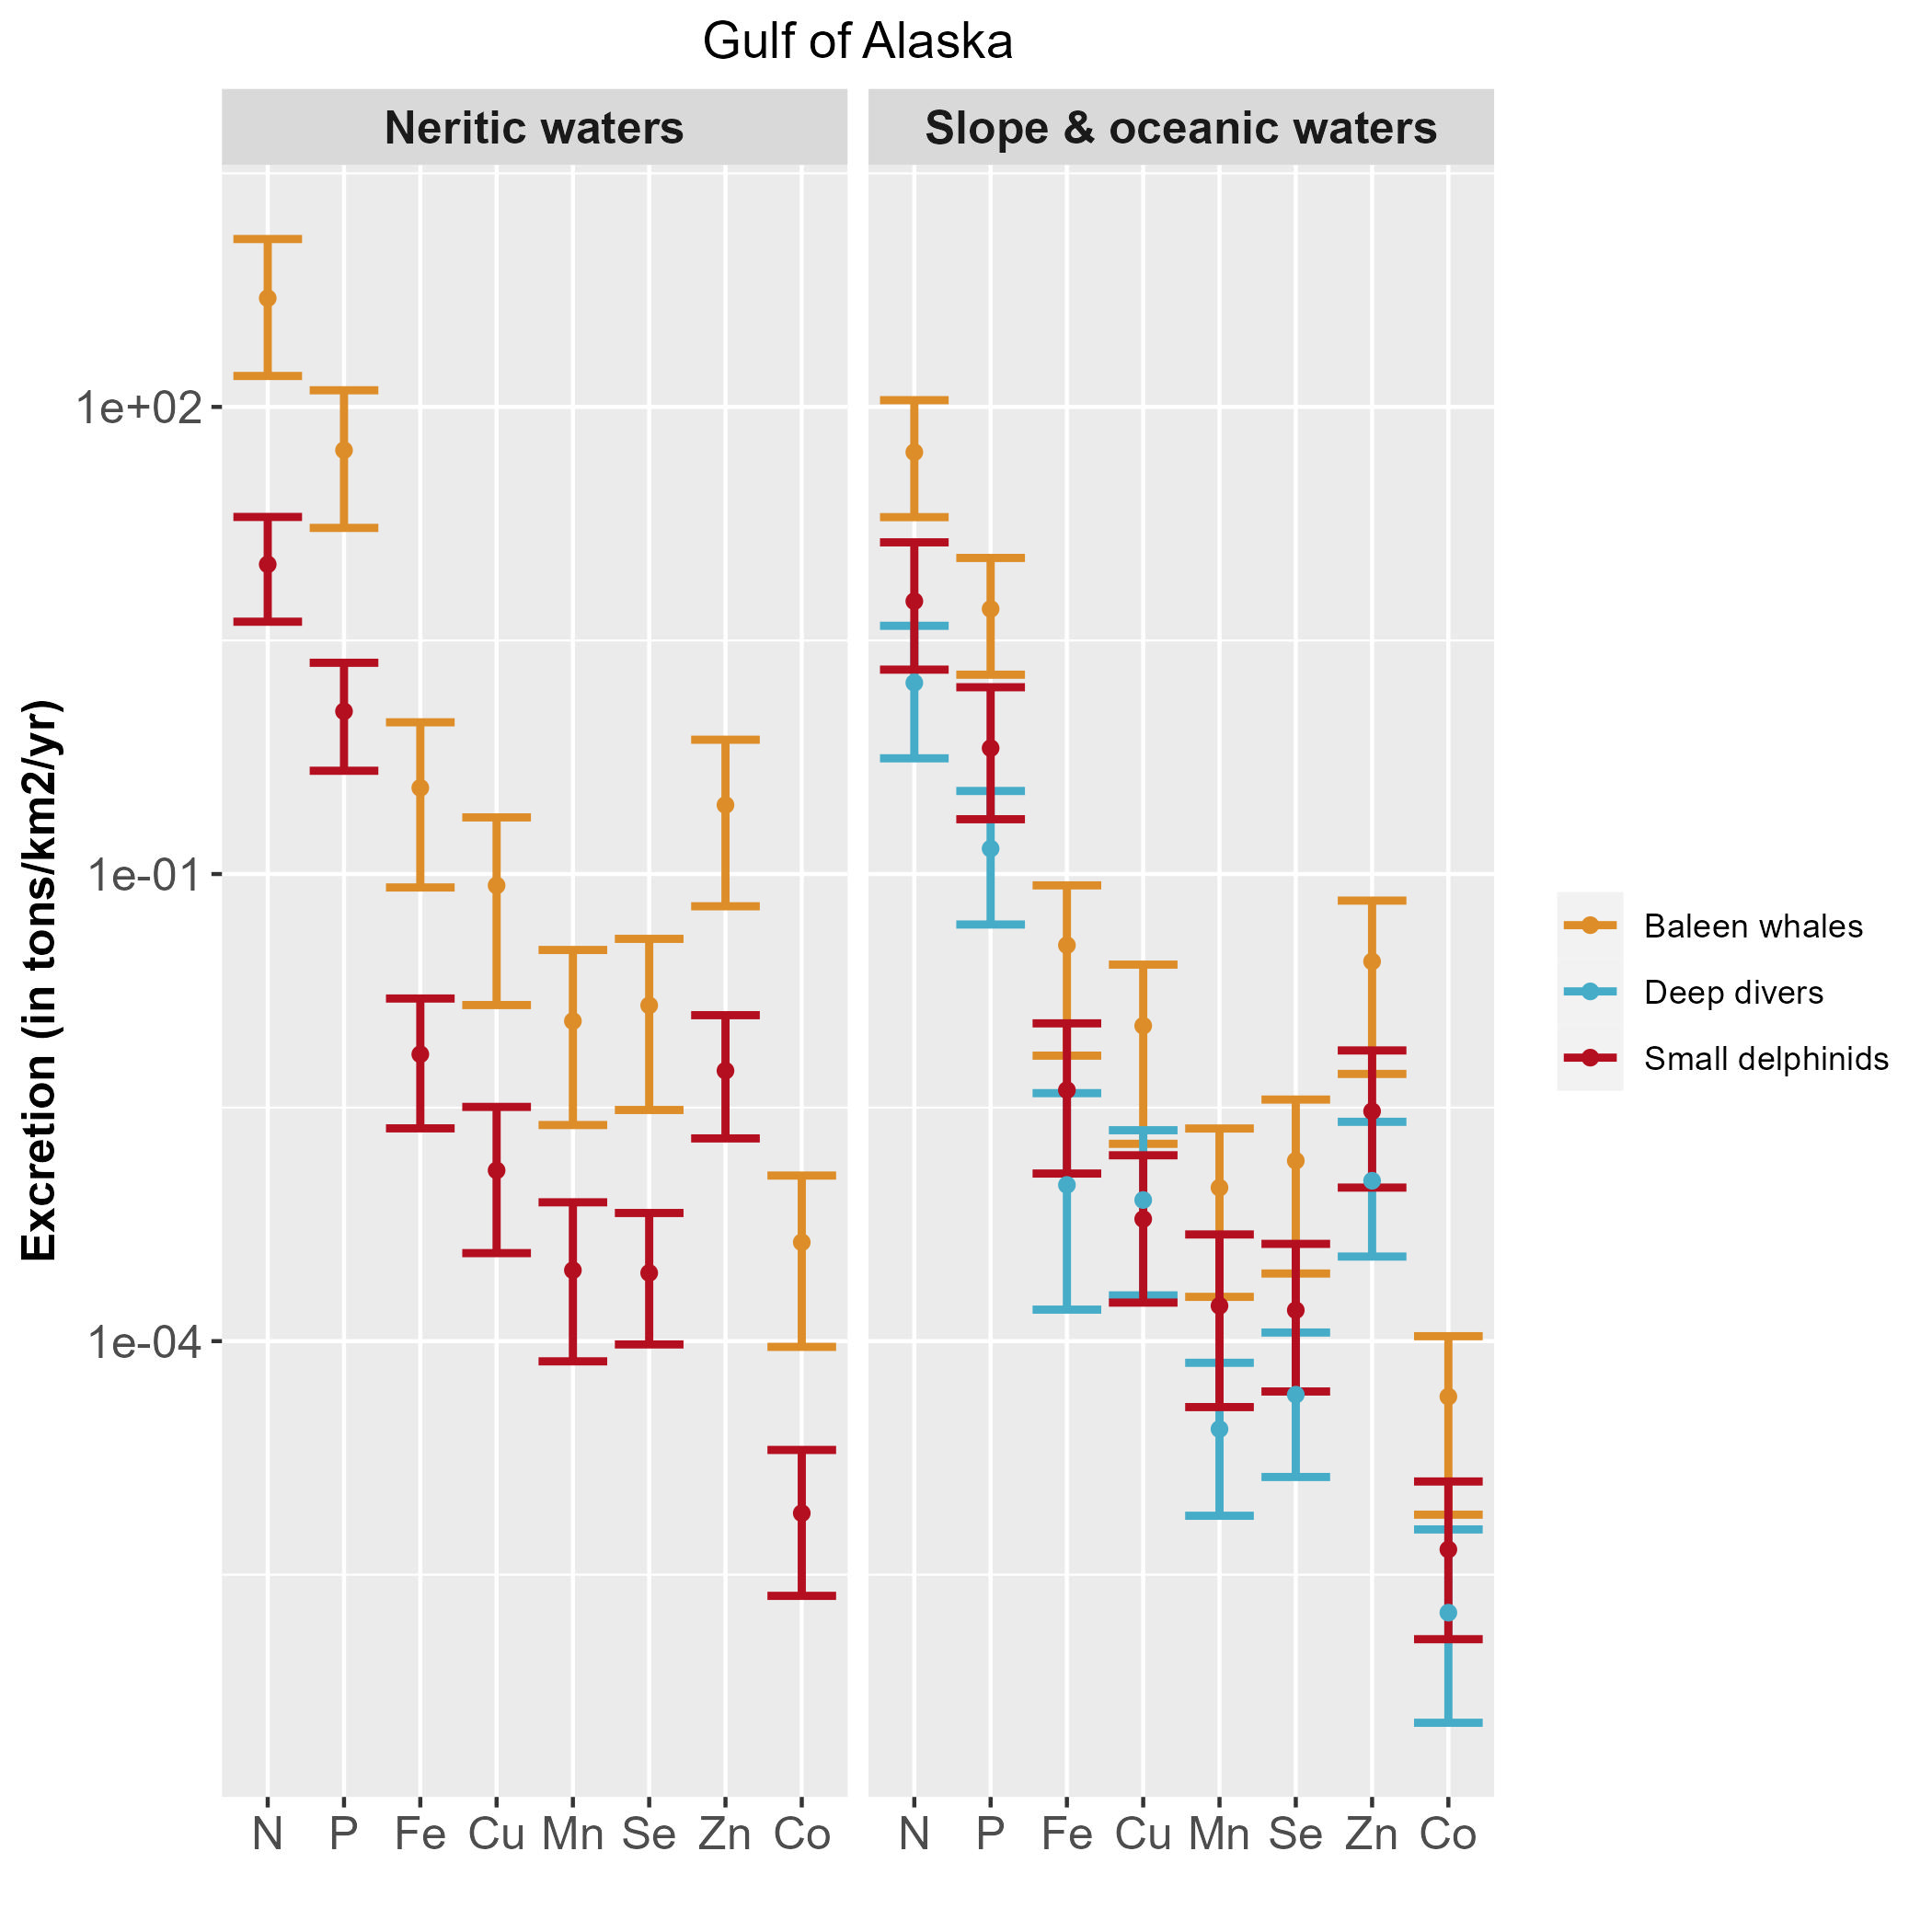 Gulf of Alaska
Neritic waters
Slope & oceanic waters
Excretion (in tons/km2/yr)
1e+02
1e-01
1e-04
N P Fe Cu Mn Se Zn Co
N P Fe Cu Mn Se Zn Co
Baleen whales
Deep divers
Small delphinids